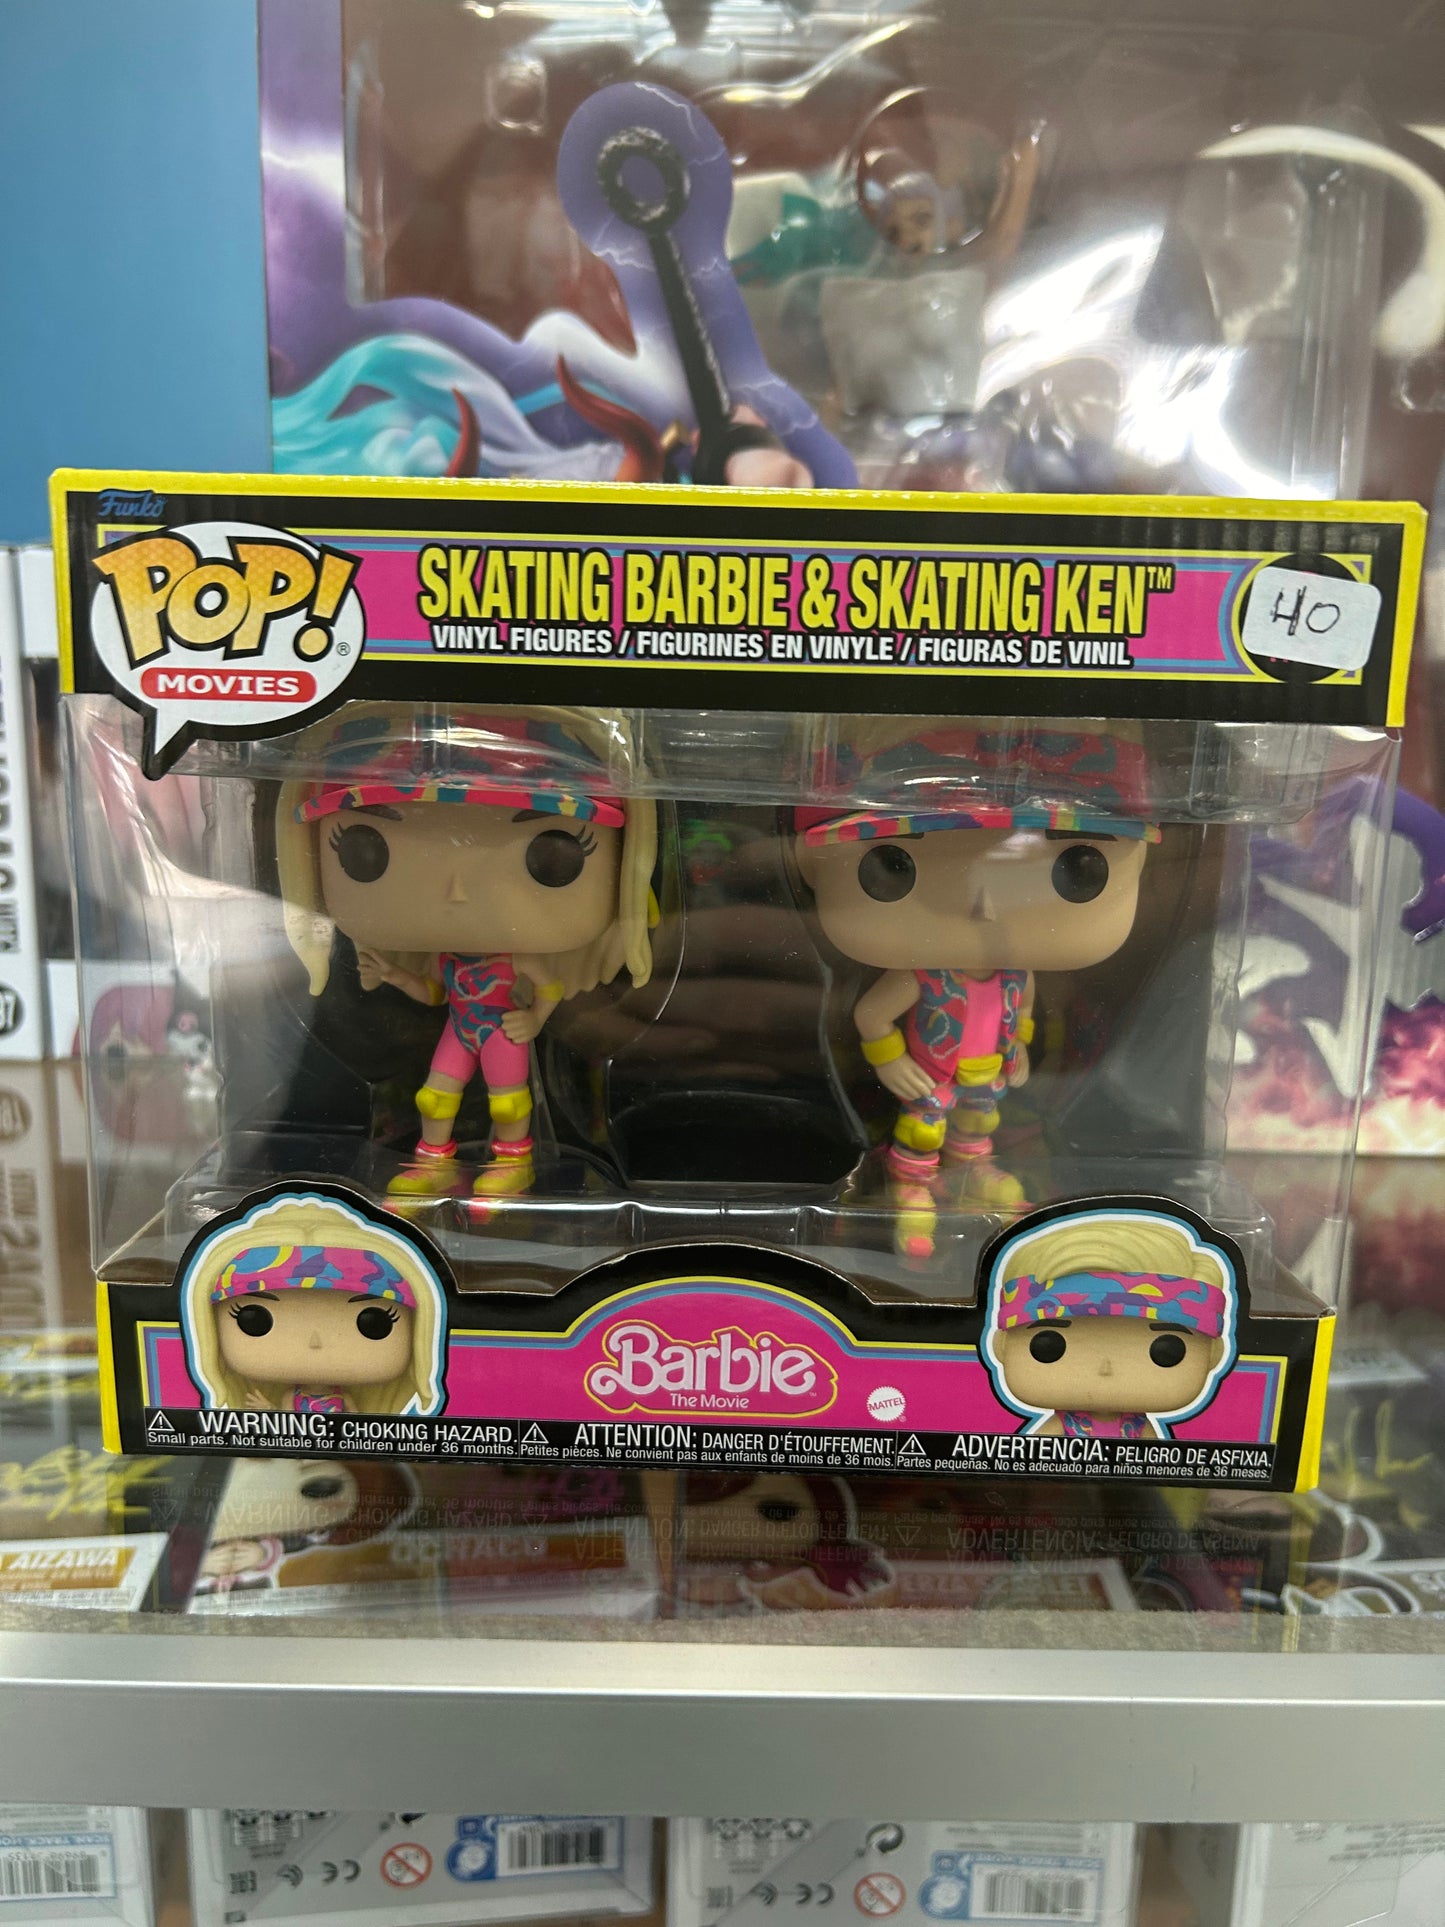 Funko
POP!®
MOVIES
SKATING BARBIE & SKATING KEN™
VINYL FIGURES / FIGURINES EN VINYLE / FIGURAS DE VINIL
40
Barbie™
The Movie
MATTEL®
WARNING: CHOKING HAZARD.
Small parts. Not suitable for children under 36 months.
ATTENTION: DANGER D'ÉTOUFFEMENT.
Petites pièces. Ne convient pas aux enfants de moins de 36 mois.
ADVERTENCIA: PELIGRO DE ASFIXIA.
Partes pequeñas. No es adecuado para niños menores de 36 meses.
AIZAWA
ERZA SCARLET